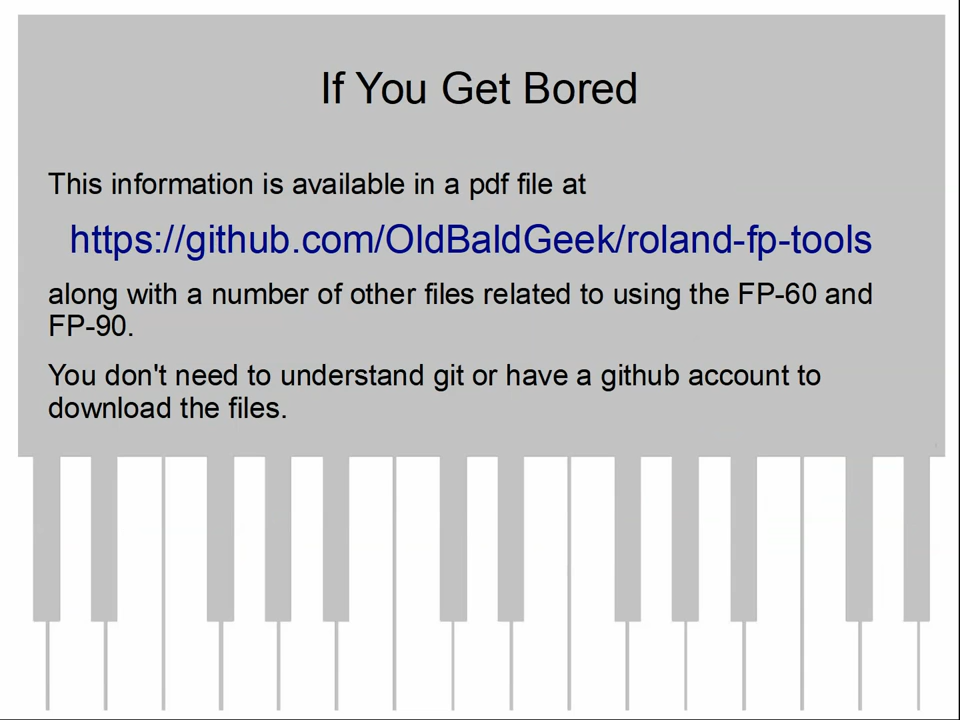 If You Get Bored
This information is available in a pdf file at
https://github.com/OldBaldGeek/roland-fp-tools
along with a number of other files related to using the FP-60 and
FP-90.
You don't need to understand git or have a github account to
download the files.